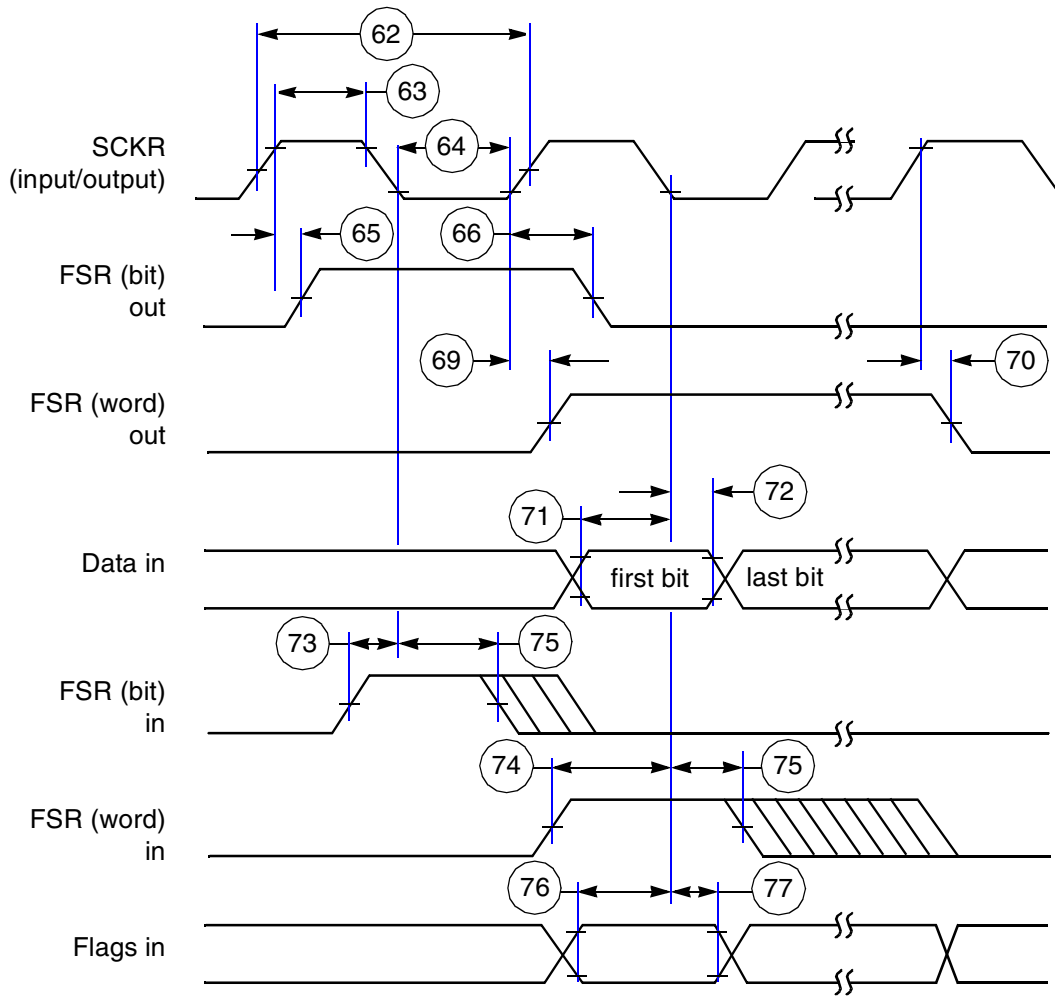 62
63
SCKR
(input/output)
64
65
66
FSR (bit)
out
69
70
FSR (word)
out
72
71
Data in
first bit
last bit
73
75
FSR (bit)
in
74
75
FSR (word)
in
76
77
Flags in